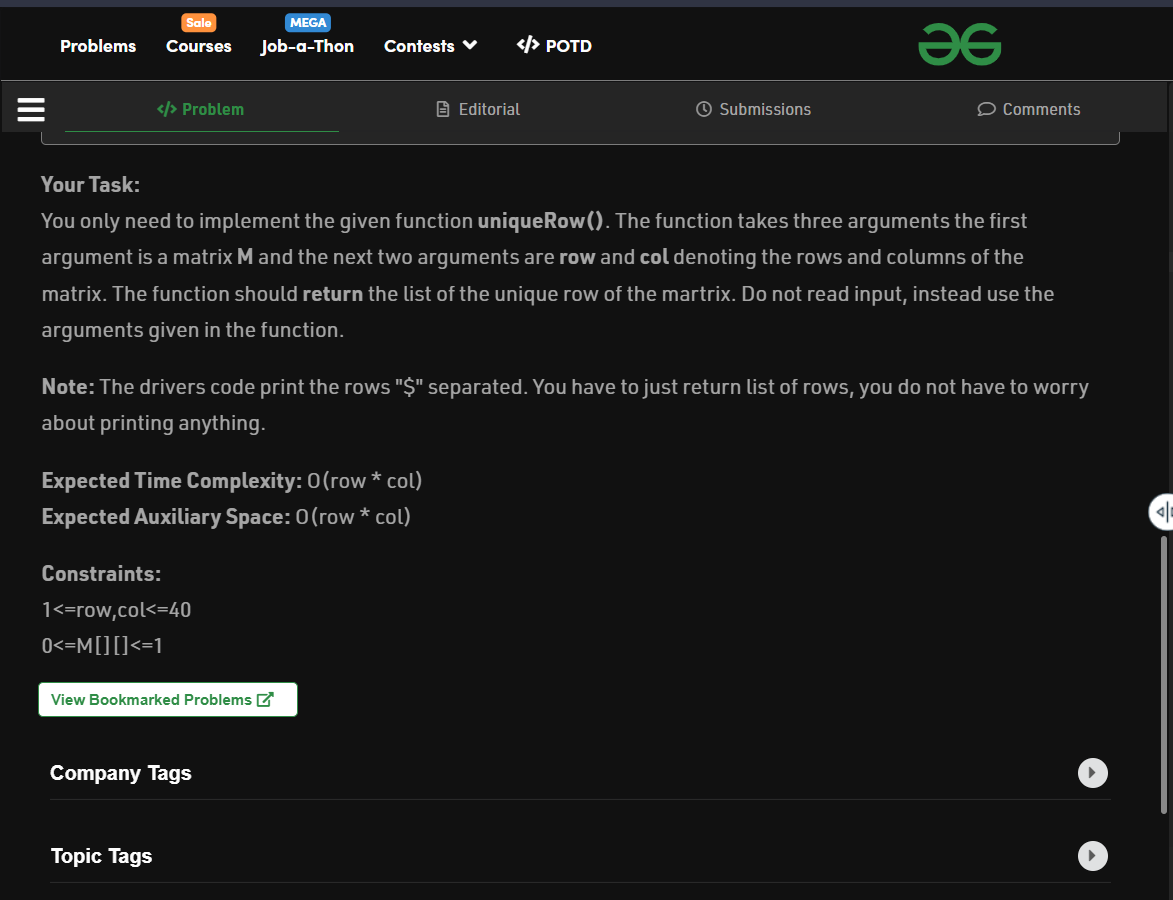 Sale
MEGA
Problems Courses Job-a-Thon Contests </> POTD
</> Problem Editorial Submissions Comments
Your Task:
You only need to implement the given function uniqueRow(). The function takes three arguments the first
argument is a matrix M and the next two arguments are row and col denoting the rows and columns of the
matrix. The function should return the list of the unique row of the martrix. Do not read input, instead use the
arguments given in the function.
Note: The drivers code print the rows "$" separated. You have to just return list of rows, you do not have to worry
about printing anything.
Expected Time Complexity: O(row * col)
Expected Auxiliary Space: O(row * col)
Constraints:
1<=row,col<=40
0<=M[][]<=1
View Bookmarked Problems
Company Tags
Topic Tags